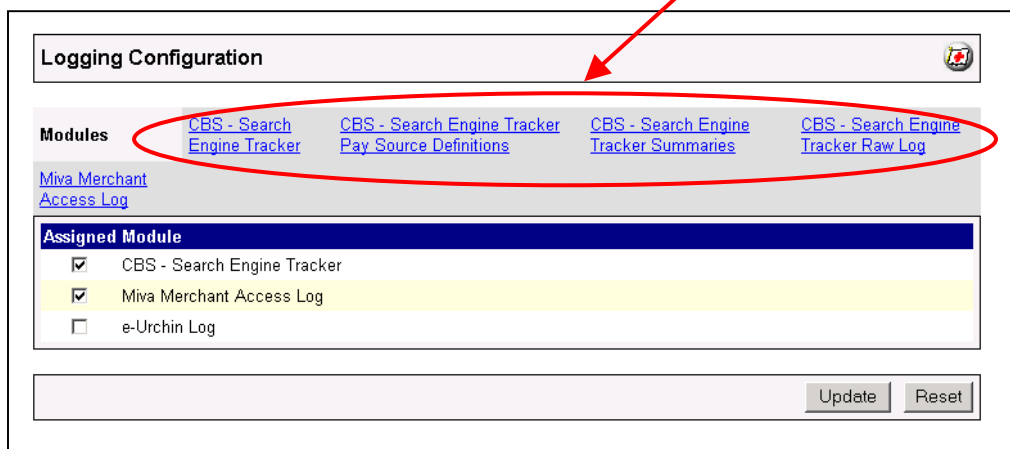 Logging Configuration
Modules
CBS - Search
Engine Tracker
CBS - Search Engine Tracker
Pay Source Definitions
CBS - Search Engine
Tracker Summaries
CBS - Search Engine
Tracker Raw Log
Miva Merchant
Access Log
Assigned Module
CBS - Search Engine Tracker
Miva Merchant Access Log
e-Urchin Log
Update Reset